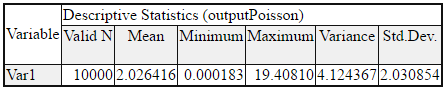 Descriptive Statistics (outputPoisson)
Variable Valid N Mean Minimum Maximum Variance Std.Dev.
Var1 10000 2.026416 0.000183 19.40810 4.124367 2.030854